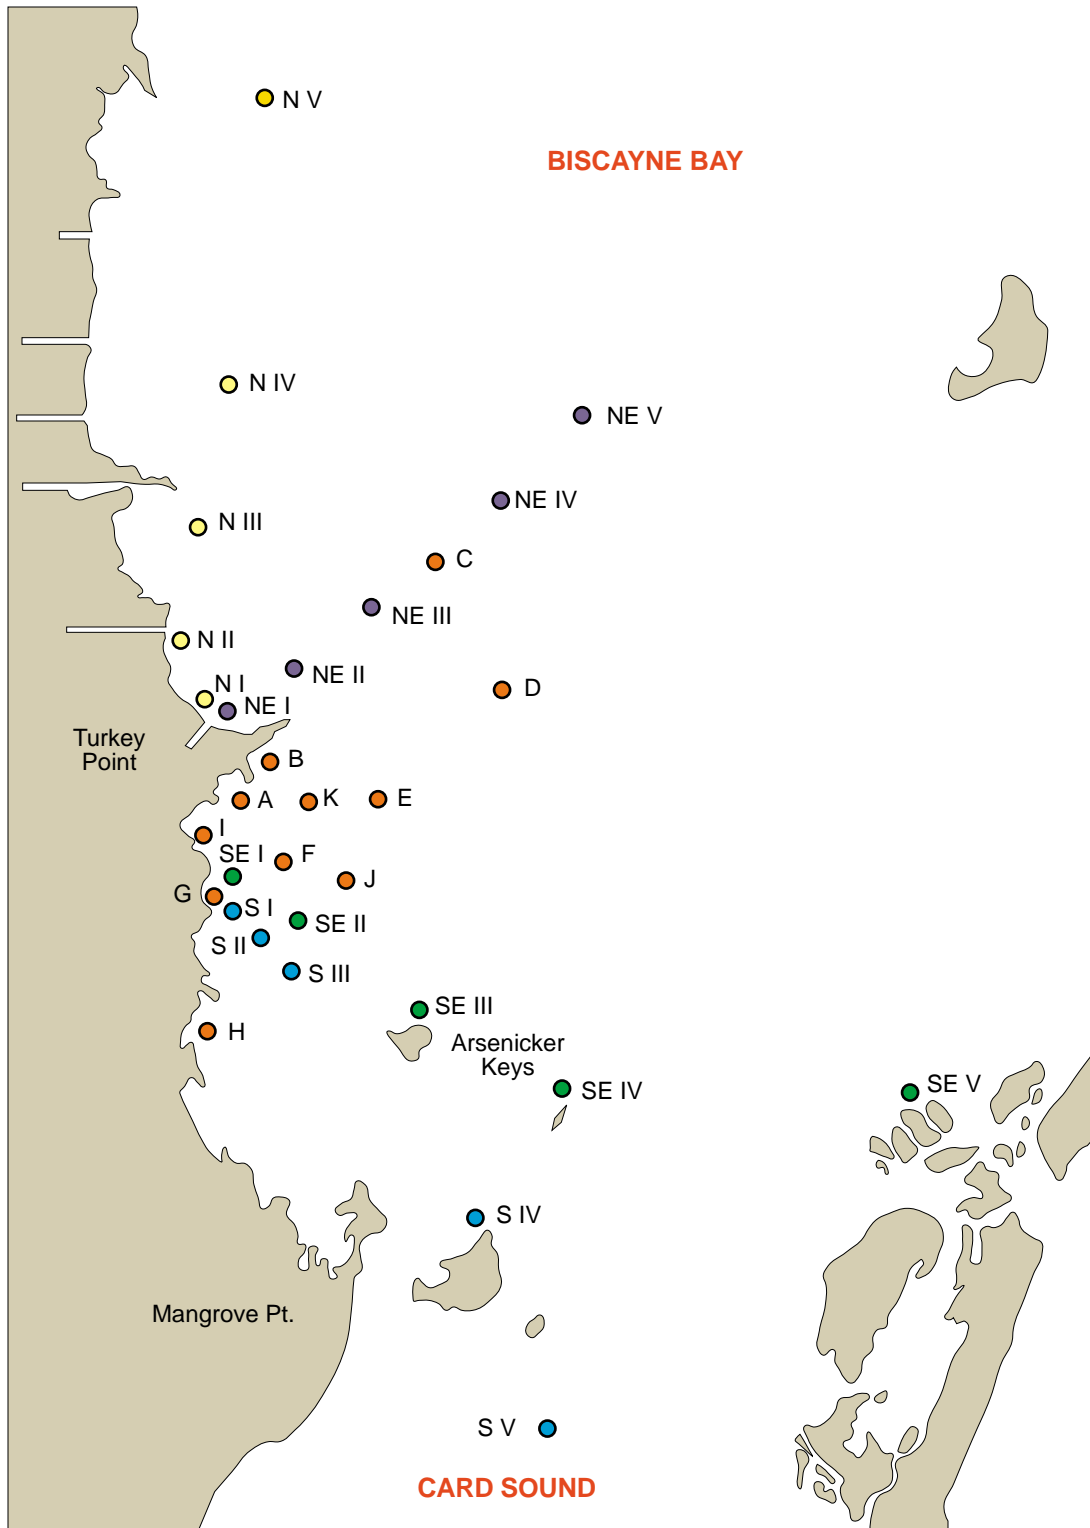 N V
BISCAYNE BAY
N IV
NE V
NE IV
N III
C
NE III
N II
NE II
N I
D
NE I
Turkey
Point
B
A
K
E
I
SE I
F
J
G
S I
SE II
S II
S III
SE III
H
Arsenicker
Keys
SE IV
SE V
S IV
Mangrove Pt.
S V
CARD SOUND